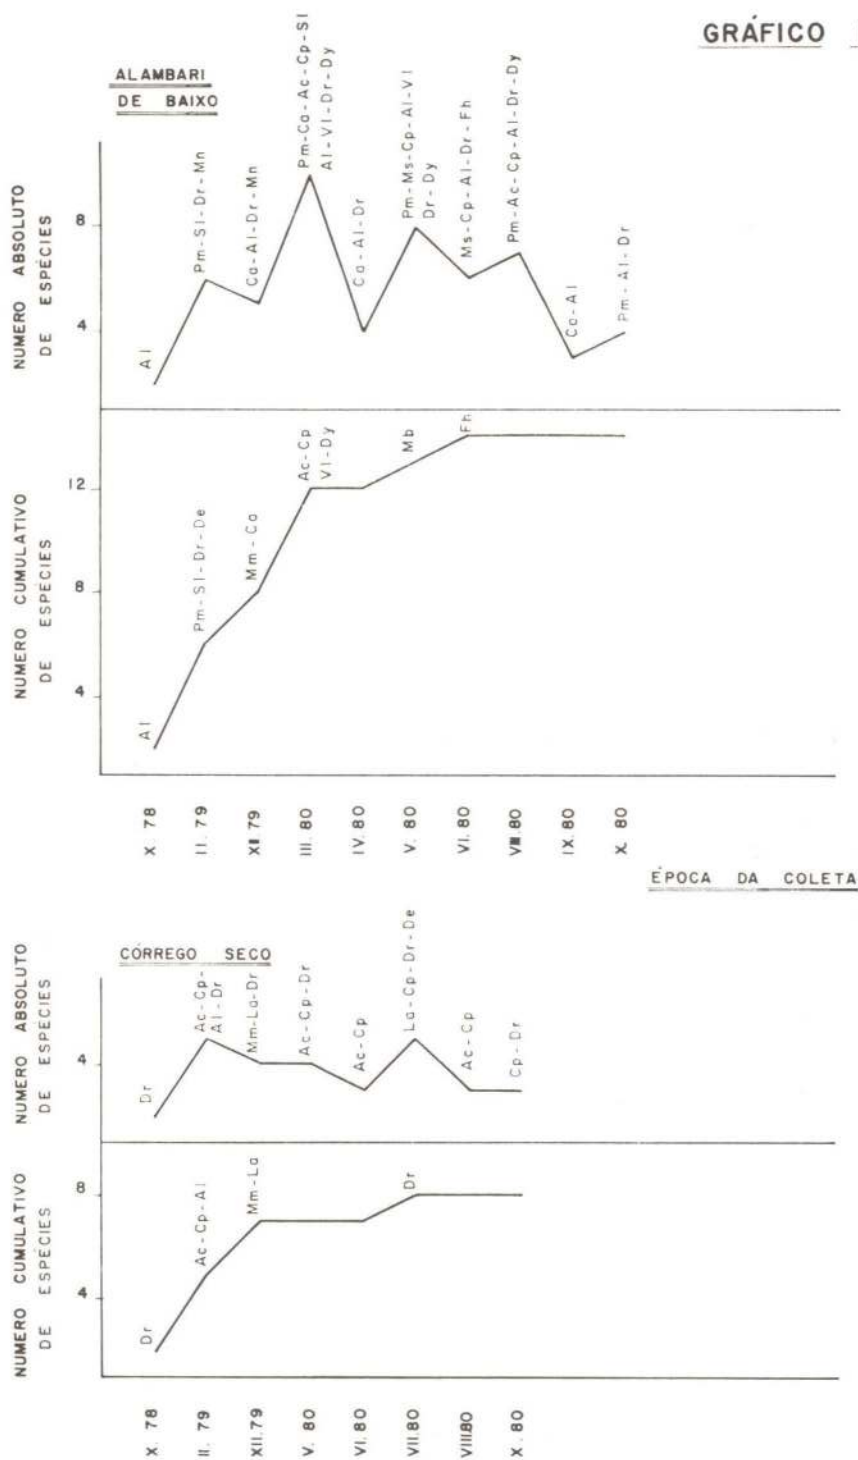 GRÁFICO
ALAMBARI
DE BAIXO
NUMERO ABSOLUTO
DE ESPÉCIES
8
4
Al
Pm-Sl-Dr-Mn
Ca-Al-Dr-Mn
Pm-Ca-Ac-Cp-Sl
Al-Vl-Dr-Dy
Ca-Al-Dr
Pm-Ms-Cp-Al-Vl
Dr-Dy
Ms-Cp-Al-Dr-Fh
Pm-Ac-Cp-Al-Dr-Dy
Ca-Al
Pm-Al-Dr
NUMERO CUMULATIVO
DE ESPÉCIES
12
8
4
Al
Pm-Sl-Dr-De
Mm-Ca
Ac-Cp
Vl-Dy
Mb
Fh
X. 78
II. 79
XII. 79
III. 80
IV. 80
V. 80
VI. 80
VIII. 80
IX. 80
X. 80
ÉPOCA DA COLETA
CÓRREGO SECO
NUMERO ABSOLUTO
DE ESPÉCIES
4
Dr
Ac-Cp-
Al-Dr
Mm-La-Dr
Ac-Cp-Dr
Ac-Cp
La-Cp-Dr-De
Ac-Cp
Cp-Dr
NUMERO CUMULATIVO
DE ESPÉCIES
8
4
Dr
Ac-Cp-Al
Mm-La
Dr
X. 78
II. 79
XII. 79
V. 80
VI. 80
VII. 80
VIII. 80
X. 80